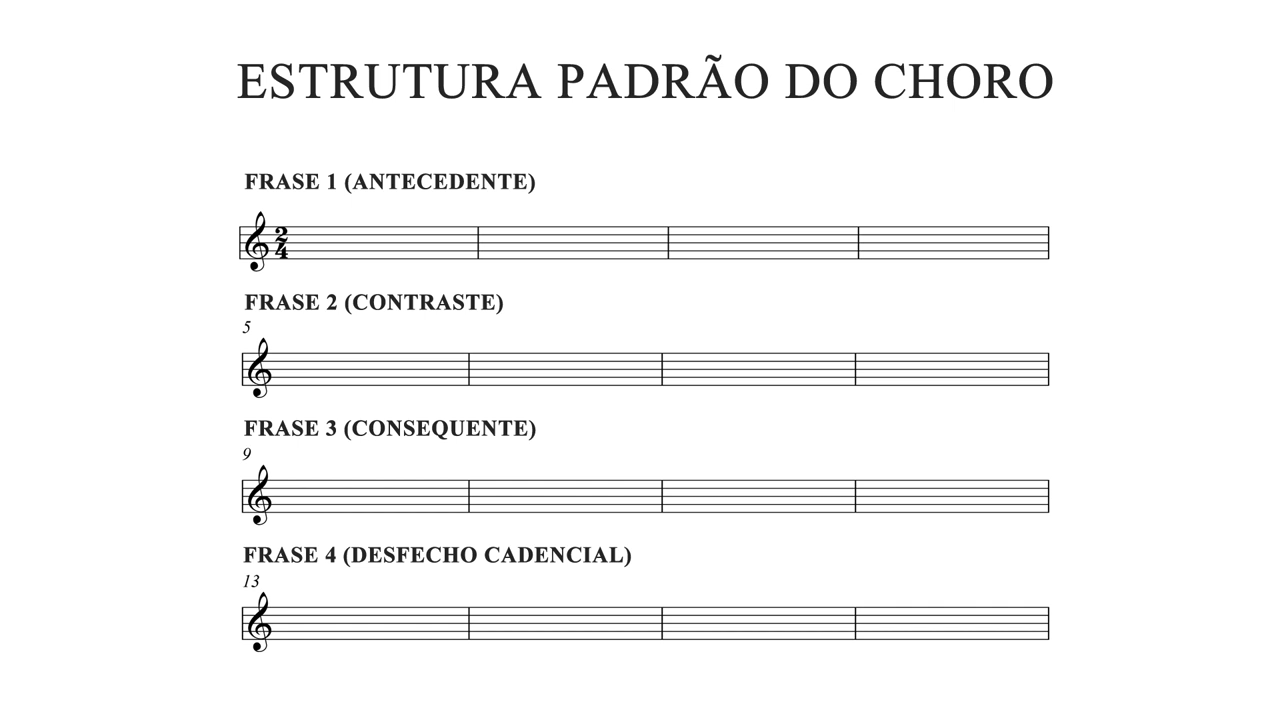 ESTRUTURA PADRÃO DO CHORO
FRASE 1 (ANTECEDENTE)
2
4
FRASE 2 (CONTRASTE)
5
FRASE 3 (CONSEQUENTE)
9
FRASE 4 (DESFECHO CADENCIAL)
13